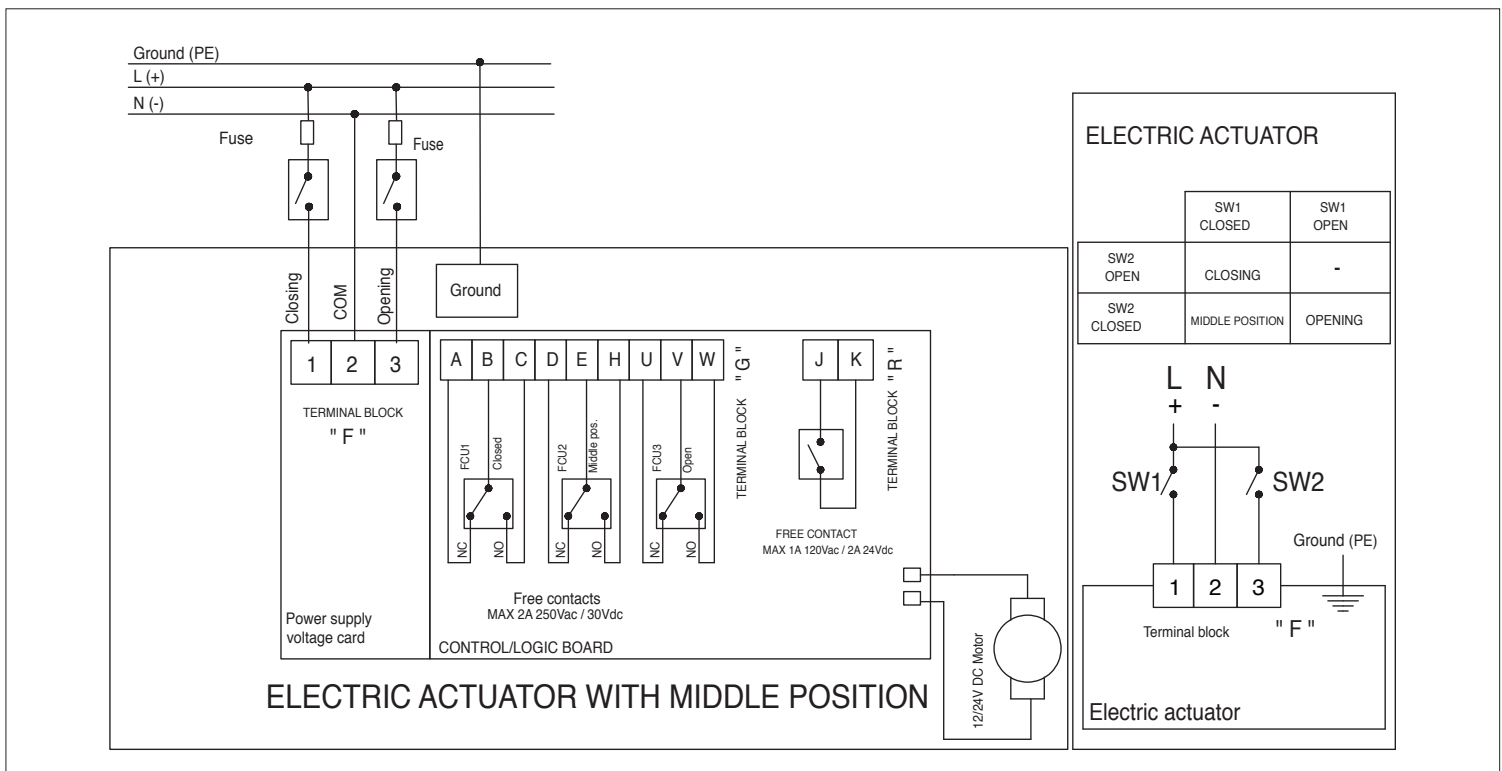 Ground (PE)
L (+)
N (-)
Fuse
Fuse
Closing
COM
Opening
Ground
1 2 3
TERMINAL BLOCK
" F "
Power supply
voltage card
A B C D E H U V W
TERMINAL BLOCK " G "
FCU1
Closed
NC
NO
FCU2
Middle pos.
NC
NO
FCU3
Open
NC
NO
Free contacts
MAX 2A 250Vac / 30Vdc
J K
TERMINAL BLOCK " R "
FREE CONTACT
MAX 1A 120Vac / 2A 24Vdc
CONTROL/LOGIC BOARD
12/24V DC Motor
ELECTRIC ACTUATOR WITH MIDDLE POSITION
ELECTRIC ACTUATOR
SW1
CLOSED
SW1
OPEN
SW2
OPEN
CLOSING
-
SW2
CLOSED
MIDDLE POSITION
OPENING
L N
+ -
SW1
SW2
Ground (PE)
1 2 3
Terminal block
" F "
Electric actuator